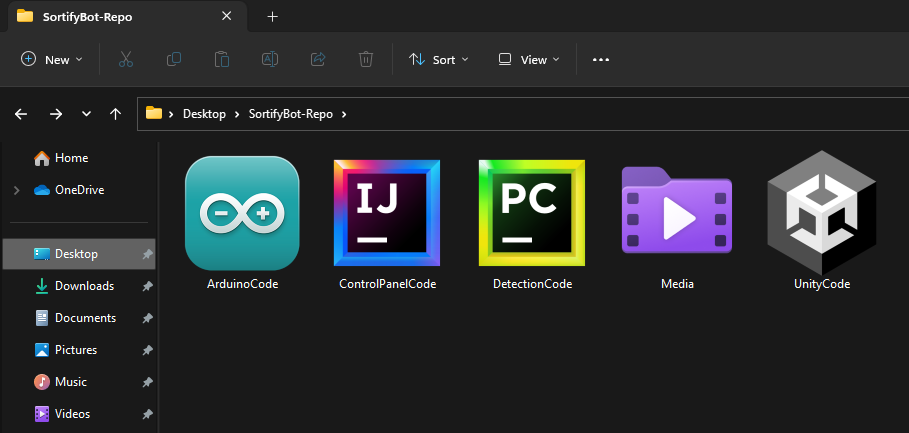 SortifyBot-Repo
New
Sort
View
Desktop
SortifyBot-Repo
Home
OneDrive
Desktop
Downloads
Documents
Pictures
Music
Videos
IJ
PC
ArduinoCode
ControlPanelCode
DetectionCode
Media
UnityCode